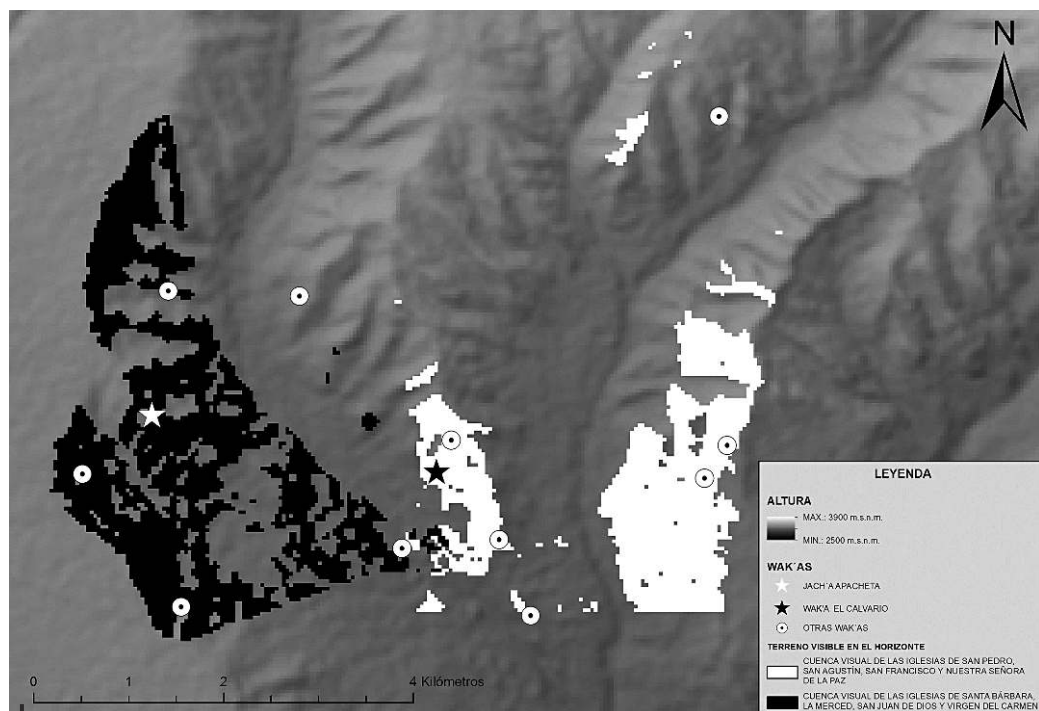 N
LEYENDA
ALTURA
MAX.: 3900 m.s.n.m.
MIN.: 2500 m.s.n.m.
WAK´AS
JACH´A APACHETA
WAK'A EL CALVARIO
OTRAS WAK´AS
TERRENO VISIBLE EN EL HORIZONTE
CUENCA VISUAL DE LAS IGLESIAS DE SAN PEDRO,
SAN AGUSTÍN, SAN FRANCISCO Y NUESTRA SEÑORA
DE LA PAZ
CUENCA VISUAL DE LAS IGLESIAS DE SANTA BÁRBARA,
LA MERCED, SAN JUAN DE DIOS Y VIRGEN DEL CARMEN
0 1 2 4 Kilómetros